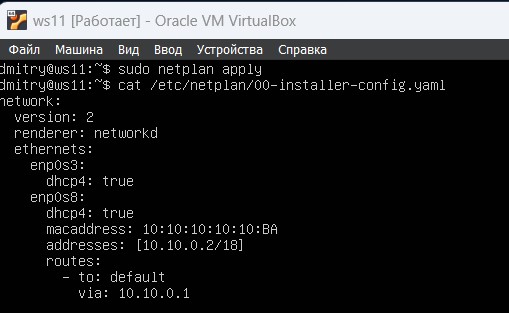 ws11 [Работает] - Oracle VM VirtualBox
Файл Машина Вид Ввод Устройства Справка
dmitry@ws11:~$ sudo netplan apply
dmitry@ws11:~$ cat /etc/netplan/00-installer-config.yaml
network:
  version: 2
  renderer: networkd
  ethernets:
    enp0s3:
      dhcp4: true
    enp0s8:
      dhcp4: true
      macaddress: 10:10:10:10:10:BA
      addresses: [10.10.0.2/18]
      routes:
        - to: default
          via: 10.10.0.1